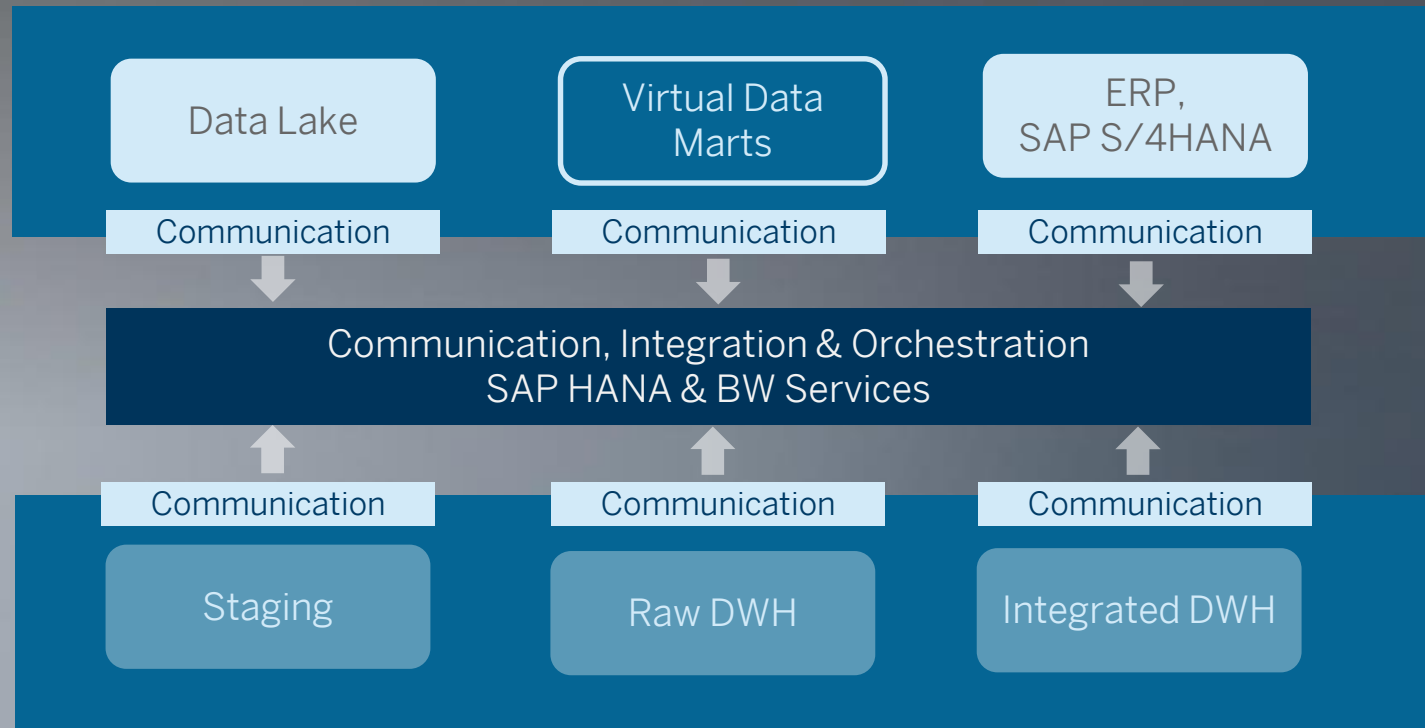 Data Lake
Virtual Data
Marts
ERP,
SAP S/4HANA
Communication
Communication
Communication
Communication, Integration & Orchestration
SAP HANA & BW Services
Communication
Communication
Communication
Staging
Raw DWH
Integrated DWH